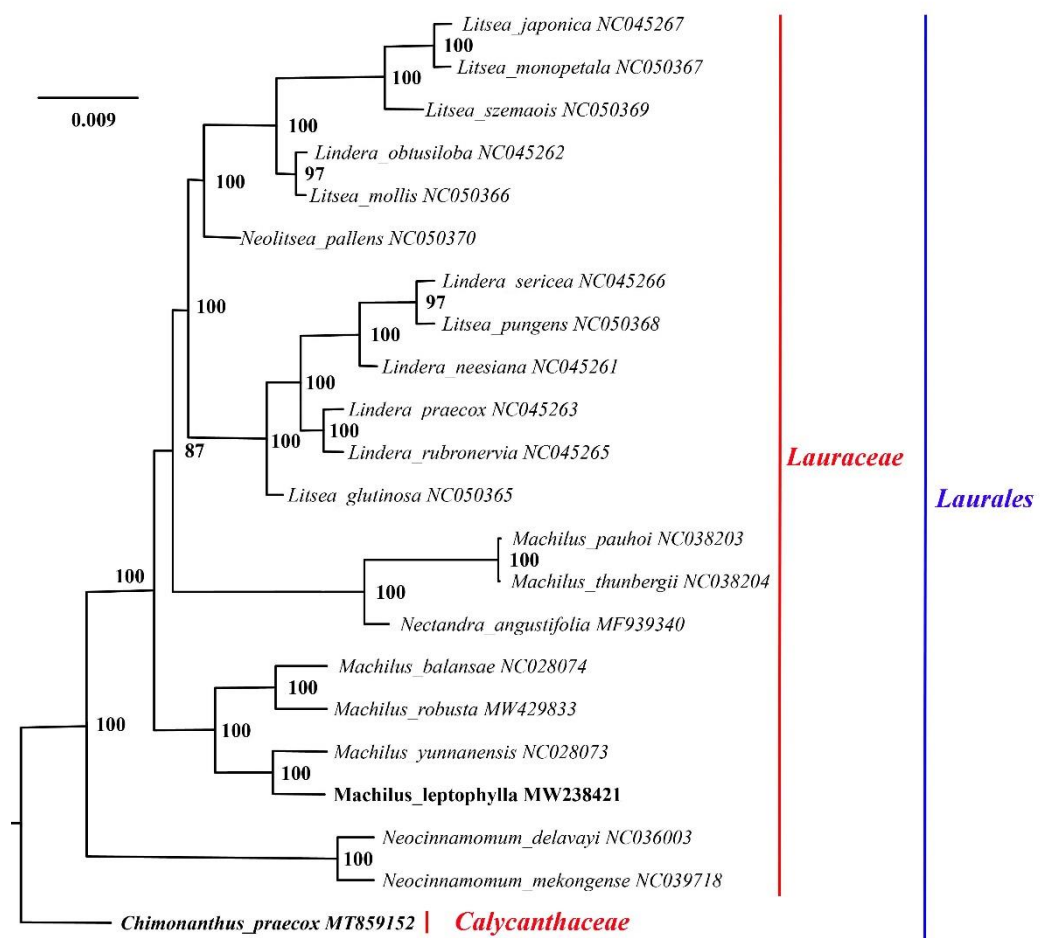 Litsea_japonica NC045267
100
Litsea_monopetala NC050367
100
0.009
Litsea_szemaois NC050369
100
Lindera_obtusiloba NC045262
97
100
Litsea_mollis NC050366
Neolitsea_pallens NC050370
Lindera_sericea NC045266
97
100
Litsea_pungens NC050368
100
Lindera_neesiana NC045261
100
Lindera_praecox NC045263
100
100
Lindera_rubronervia NC045265
87
Lauraceae
Litsea_glutinosa NC050365
Laurales
Machilus_pauhoi NC038203
100
100
Machilus_thunbergii NC038204
100
Nectandra_angustifolia MF939340
Machilus_balansae NC028074
100
Machilus_robusta MW429833
100
100
Machilus_yunnanensis NC028073
100
Machilus_leptophylla MW238421
Neocinnamomum_delavayi NC036003
100
Neocinnamomum_mekongense NC039718
Chimonanthus_praecox MT859152
Calycanthaceae